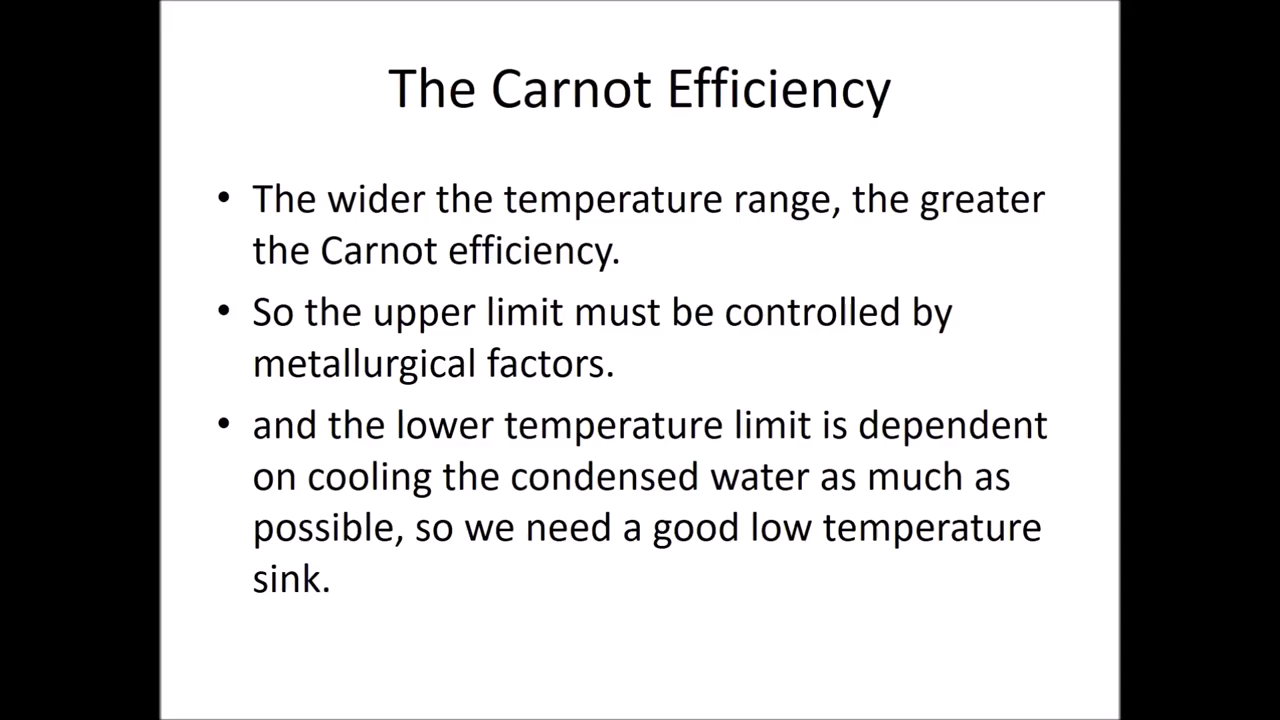 The Carnot Efficiency
• The wider the temperature range, the greater
the Carnot efficiency.
• So the upper limit must be controlled by
metallurgical factors.
• and the lower temperature limit is dependent
on cooling the condensed water as much as
possible, so we need a good low temperature
sink.